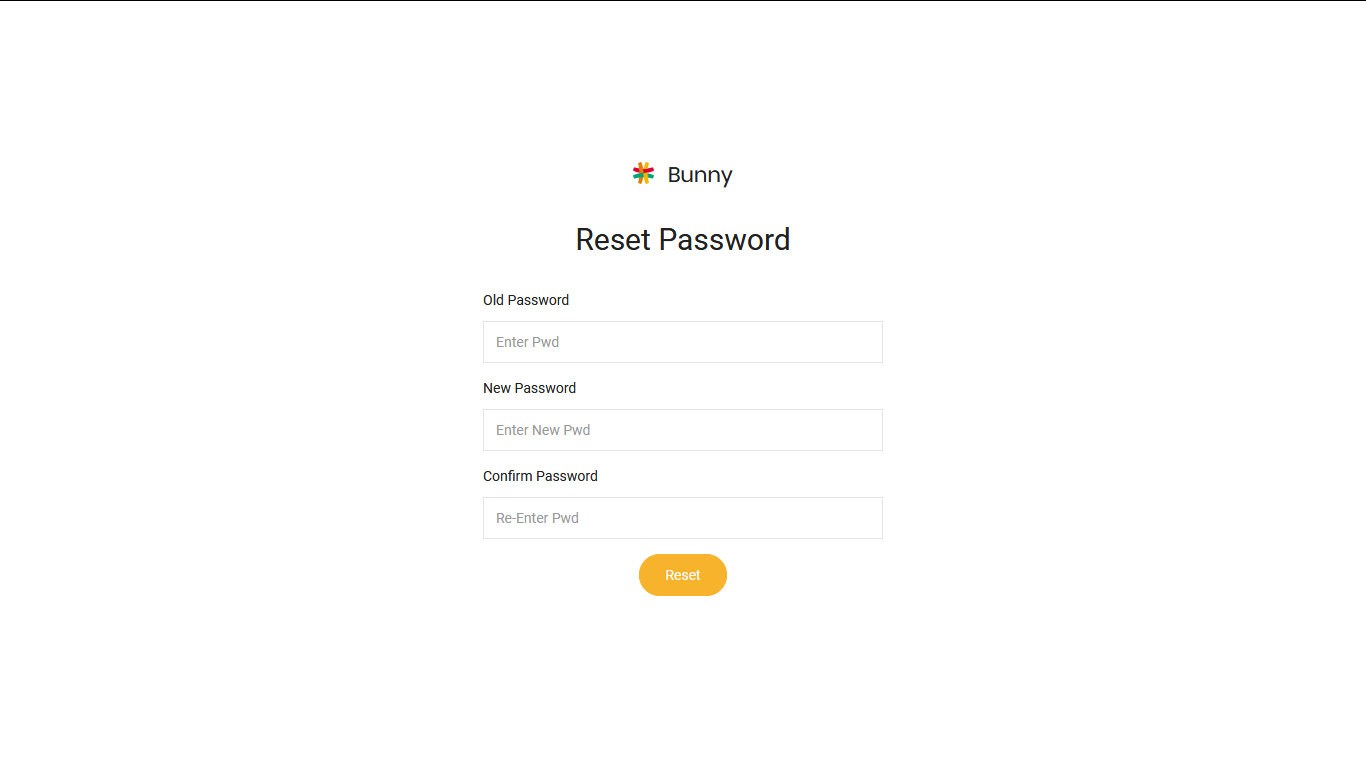 Bunny
Reset Password
Old Password
Enter Pwd
New Password
Enter New Pwd
Confirm Password
Re-Enter Pwd
Reset